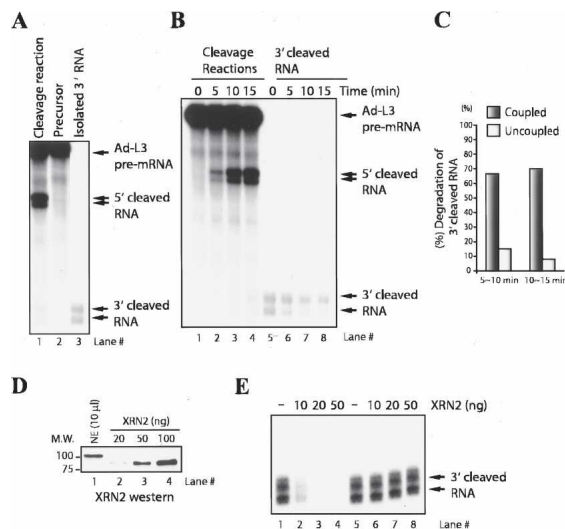 A
Cleavage reaction
Precursor
Isolated 3' RNA
Ad-L3
pre-mRNA
5' cleaved
RNA
3' cleaved
RNA
1 2 3 Lane #
B
Cleavage
Reactions
3' cleaved
RNA
0 5 10 15 0 5 10 15 Time (min)
Ad-L3
pre-mRNA
5' cleaved
RNA
3' cleaved
RNA
1 2 3 4 5 6 7 8 Lane #
C
(%)
Coupled
Uncoupled
100
90
80
70
60
50
40
30
20
10
0
(%) Degradation of
3' cleaved RNA
5~10 min 10~15 min
D
NE (10 µl)
XRN2 (ng)
M.W. 20 50 100
100
75
1 2 3 4 Lane #
XRN2 western
E
– 10 20 50 – 10 20 50 XRN2 (ng)
3' cleaved
RNA
1 2 3 4 5 6 7 8 Lane #